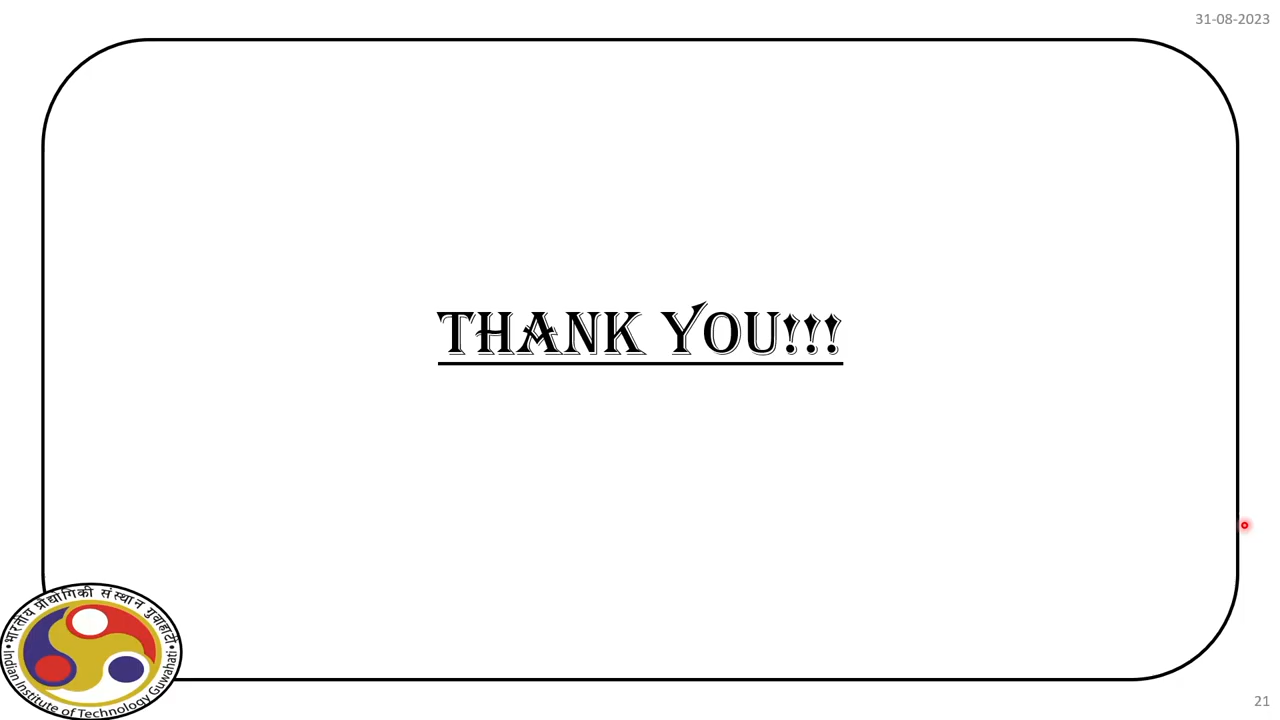 31-08-2023
THANK YOU!!!
भारतीय प्रौद्योगिकी संस्थान गुवाहाटी
Indian Institute of Technology Guwahati
21